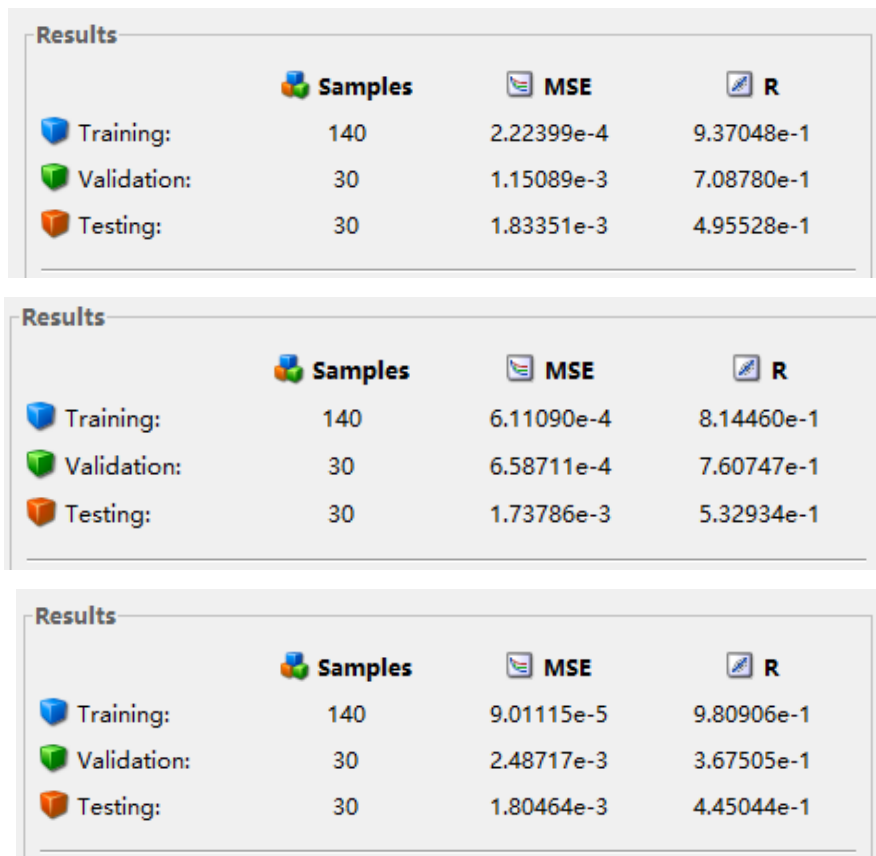 Results
Samples MSE R
Training: 140 2.22399e-4 9.37048e-1
Validation: 30 1.15089e-3 7.08780e-1
Testing: 30 1.83351e-3 4.95528e-1
Results
Samples MSE R
Training: 140 6.11090e-4 8.14460e-1
Validation: 30 6.58711e-4 7.60747e-1
Testing: 30 1.73786e-3 5.32934e-1
Results
Samples MSE R
Training: 140 9.01115e-5 9.80906e-1
Validation: 30 2.48717e-3 3.67505e-1
Testing: 30 1.80464e-3 4.45044e-1